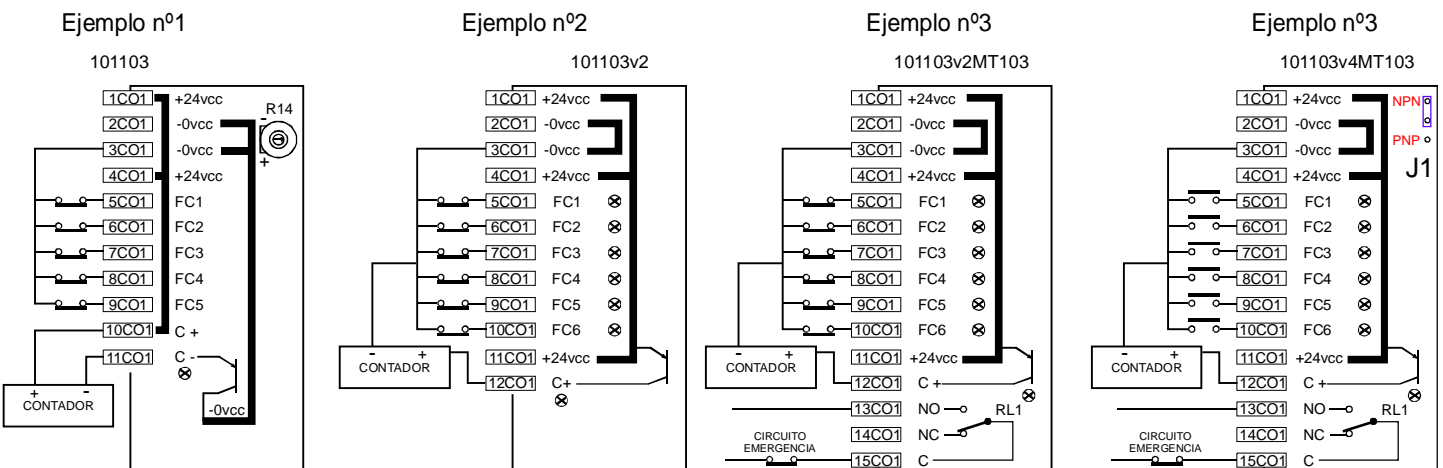 Ejemplo nº1
101103
1CO1 +24vcc
R14
-
+
2CO1 -0vcc
3CO1 -0vcc
4CO1 +24vcc
5CO1 FC1
6CO1 FC2
7CO1 FC3
8CO1 FC4
9CO1 FC5
10CO1 C +
11CO1 C -
+ -
CONTADOR
-0vcc
Ejemplo nº2
101103v2
1CO1 +24vcc
2CO1 -0vcc
3CO1 -0vcc
4CO1 +24vcc
5CO1 FC1
6CO1 FC2
7CO1 FC3
8CO1 FC4
9CO1 FC5
10CO1 FC6
11CO1 +24vcc
- +
CONTADOR
12CO1 C+
Ejemplo nº3
101103v2MT103
1CO1 +24vcc
2CO1 -0vcc
3CO1 -0vcc
4CO1 +24vcc
5CO1 FC1
6CO1 FC2
7CO1 FC3
8CO1 FC4
9CO1 FC5
10CO1 FC6
11CO1 +24vcc
- +
CONTADOR
12CO1 C +
13CO1 NO RL1
14CO1 NC
CIRCUITO
EMERGENCIA
15CO1 C
Ejemplo nº3
101103v4MT103
1CO1 +24vcc
NPN
2CO1 -0vcc
3CO1 -0vcc
PNP
J1
4CO1 +24vcc
5CO1 FC1
6CO1 FC2
7CO1 FC3
8CO1 FC4
9CO1 FC5
10CO1 FC6
11CO1 +24vcc
- +
CONTADOR
12CO1 C +
13CO1 NO RL1
14CO1 NC
CIRCUITO
EMERGENCIA
15CO1 C